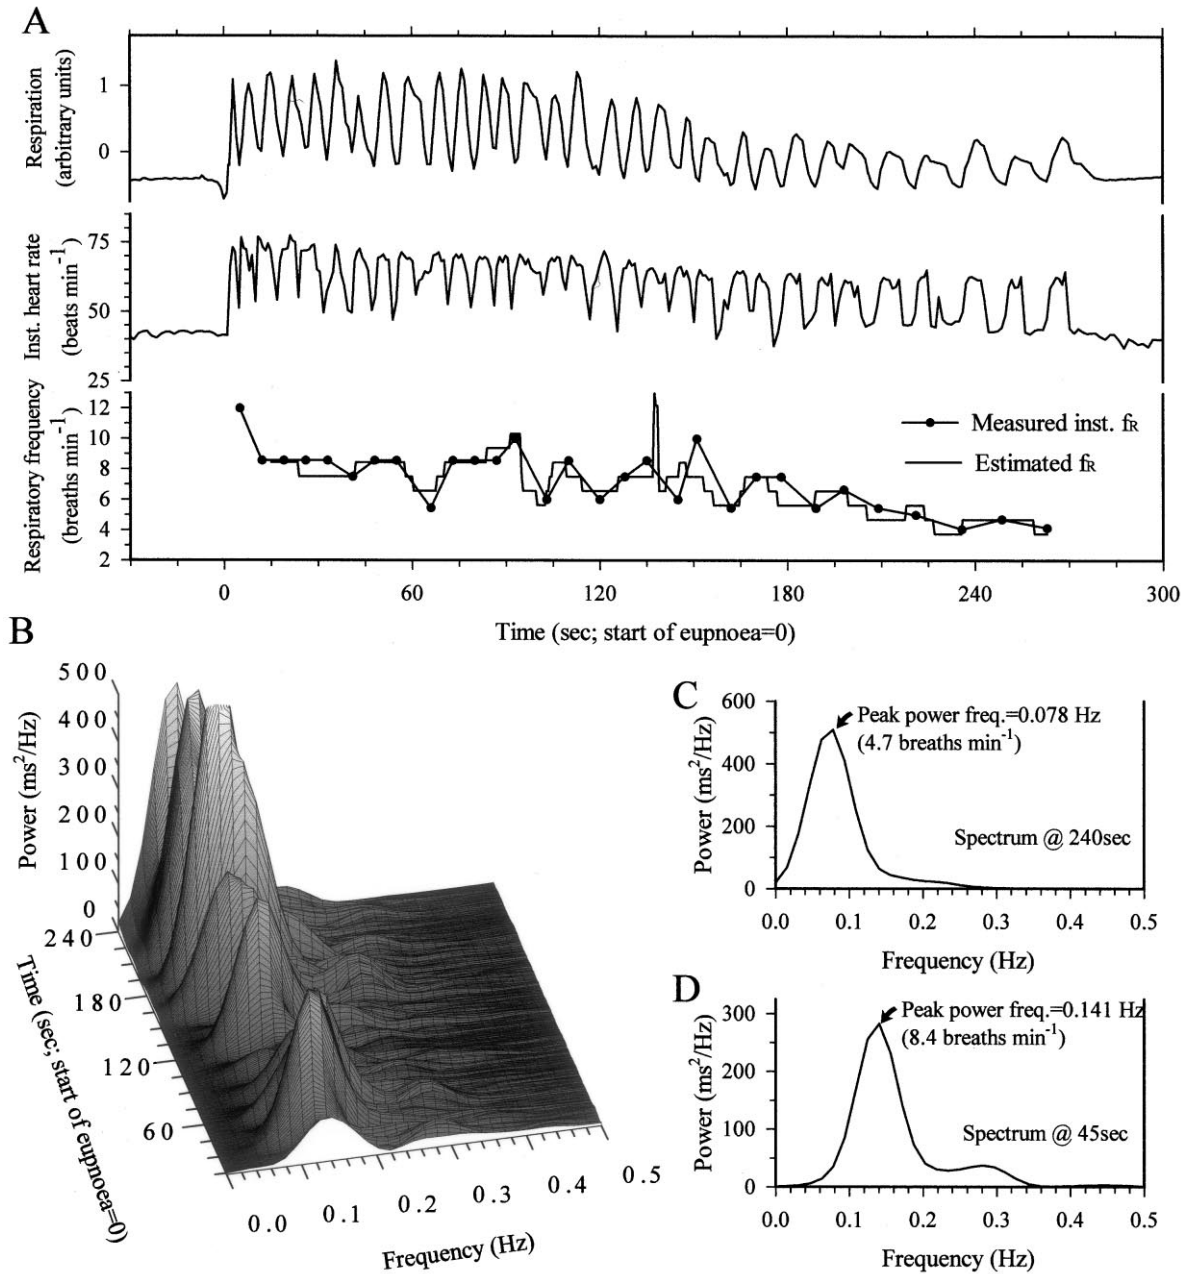 A
Respiration
(arbitrary units)
1
0
Inst. heart rate
(beats min-1)
75
50
25
Respiratory frequency
(breaths min-1)
12
10
8
6
4
2
Measured inst. fR
Estimated fR
0 60 120 180 240 300
Time (sec; start of eupnoea=0)
B
Power (ms2/Hz)
500
400
300
200
100
0
240
180
120
60
Time (sec; start of eupnoea=0)
0.0 0.1 0.2 0.3 0.4 0.5
Frequency (Hz)
C
Power (ms2/Hz)
600
400
200
0
Peak power freq.=0.078 Hz
(4.7 breaths min-1)
Spectrum @ 240sec
0.0 0.1 0.2 0.3 0.4 0.5
Frequency (Hz)
D
Power (ms2/Hz)
300
200
100
0
Peak power freq.=0.141 Hz
(8.4 breaths min-1)
Spectrum @ 45sec
0.0 0.1 0.2 0.3 0.4 0.5
Frequency (Hz)